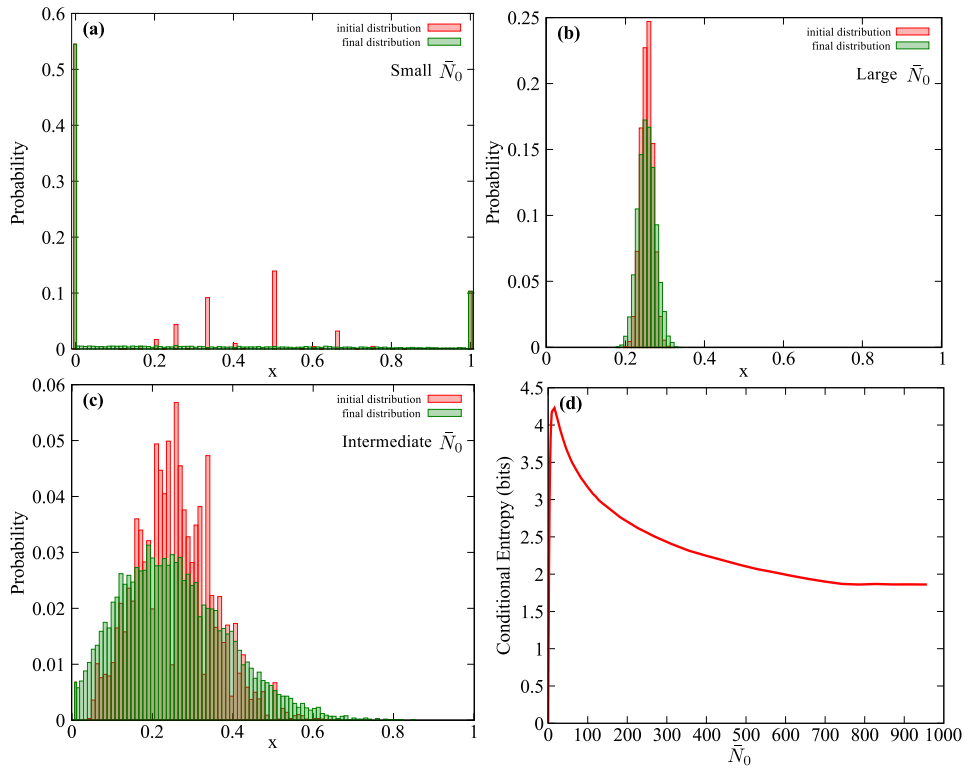 (a)
initial distribution
final distribution
Small N̄₀
Probability
0.6
0.5
0.4
0.3
0.2
0.1
0
0 0.2 0.4 0.6 0.8 1
x
(b)
initial distribution
final distribution
Large N̄₀
Probability
0.25
0.2
0.15
0.1
0.05
0
0 0.2 0.4 0.6 0.8 1
x
(c)
initial distribution
final distribution
Intermediate N̄₀
Probability
0.06
0.05
0.04
0.03
0.02
0.01
0
0.2 0.4 0.6 0.8 1
x
(d)
Conditional Entropy (bits)
4.5
4
3.5
3
2.5
2
1.5
1
0.5
0
0 100 200 300 400 500 600 700 800 900 1000
N̄₀